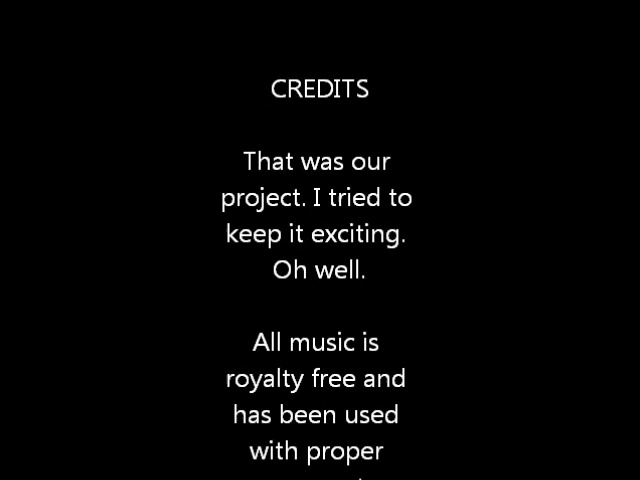 CREDITS
That was our
project. I tried to
keep it exciting.
Oh well.
All music is
royalty free and
has been used
with proper